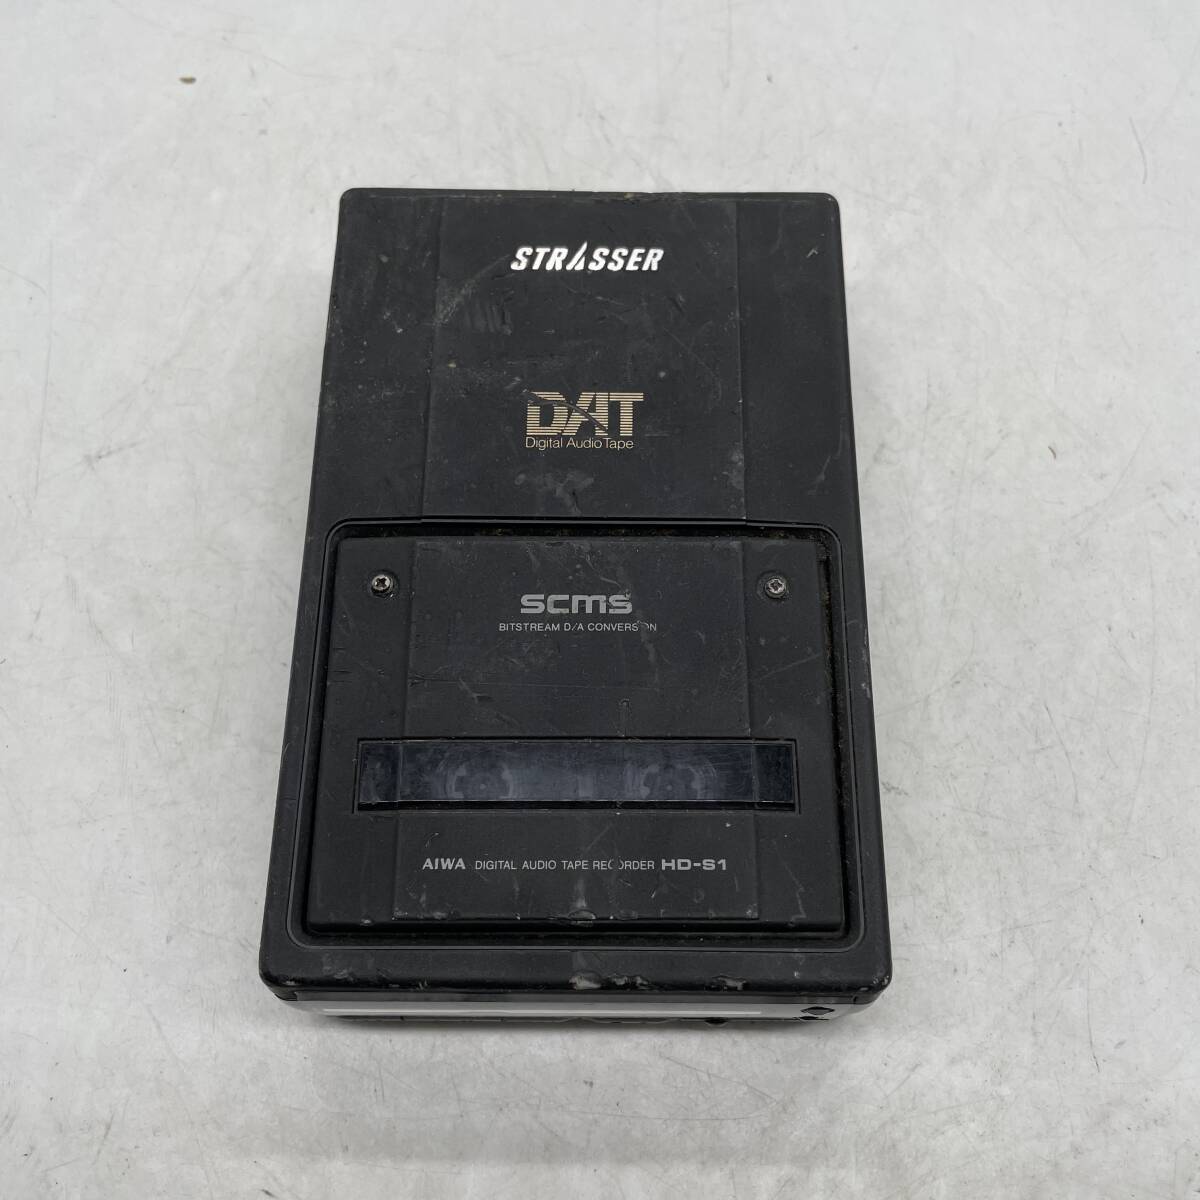 STRASSER
DAT
Digital Audio Tape
SCMS
BITSTREAM D/A CONVERSION
AIWA DIGITAL AUDIO TAPE RECORDER HD-S1